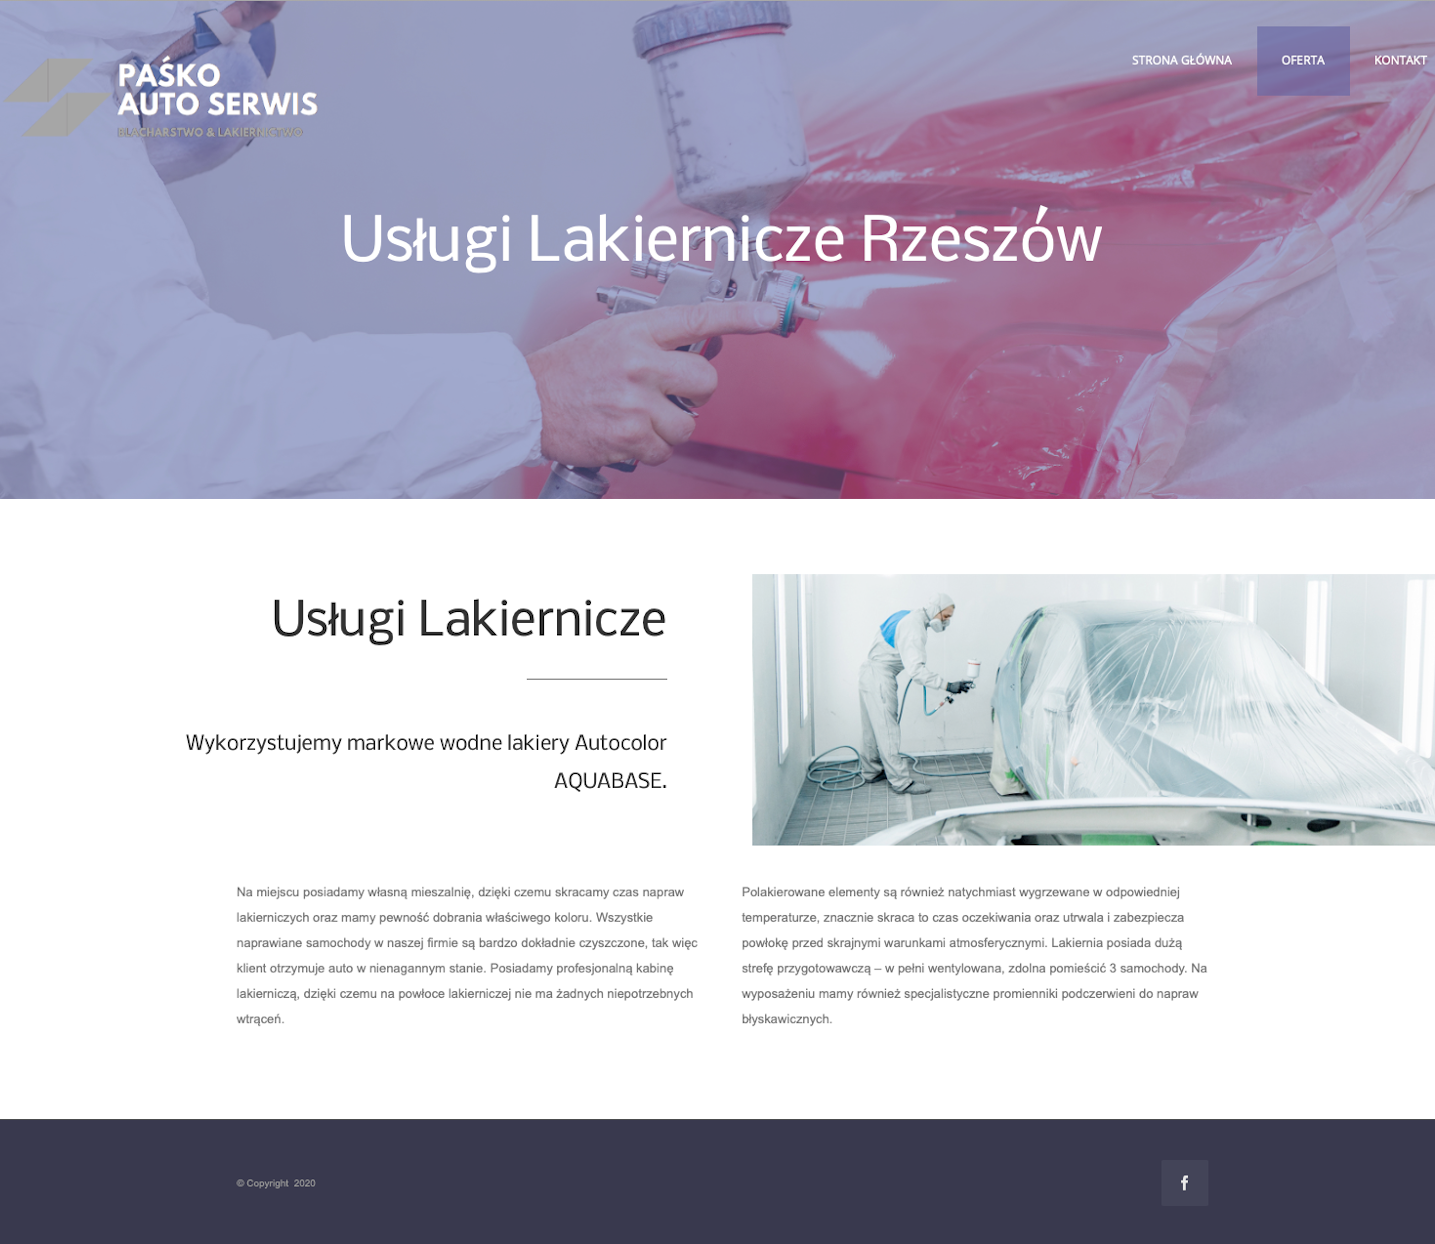 PAŚKO
AUTO SERWIS
BLACHARSTWO & LAKIERNICTWO
STRONA GŁÓWNA
OFERTA
KONTAKT
Usługi Lakiernicze Rzeszów
Usługi Lakiernicze
Wykorzystujemy markowe wodne lakiery Autocolor
AQUABASE.
Na miejscu posiadamy własną mieszalnię, dzięki czemu skracamy czas napraw
lakierniczych oraz mamy pewność dobrania właściwego koloru. Wszystkie
naprawiane samochody w naszej firmie są bardzo dokładnie czyszczone, tak więc
klient otrzymuje auto w nienagannym stanie. Posiadamy profesjonalną kabinę
lakierniczą, dzięki czemu na powłoce lakierniczej nie ma żadnych niepotrzebnych
wtrąceń.
Polakierowane elementy są również natychmiast wygrzewane w odpowiedniej
temperaturze, znacznie skraca to czas oczekiwania oraz utrwala i zabezpiecza
powłokę przed skrajnymi warunkami atmosferycznymi. Lakiernia posiada dużą
strefę przygotowawczą – w pełni wentylowana, zdolna pomieścić 3 samochody. Na
wyposażeniu mamy również specjalistyczne promienniki podczerwieni do napraw
błyskawicznych.
© Copyright 2020